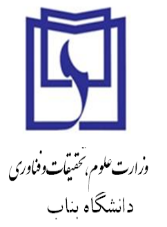 وزارت علوم، تحقیقات و فناوری
دانشگاه بناب